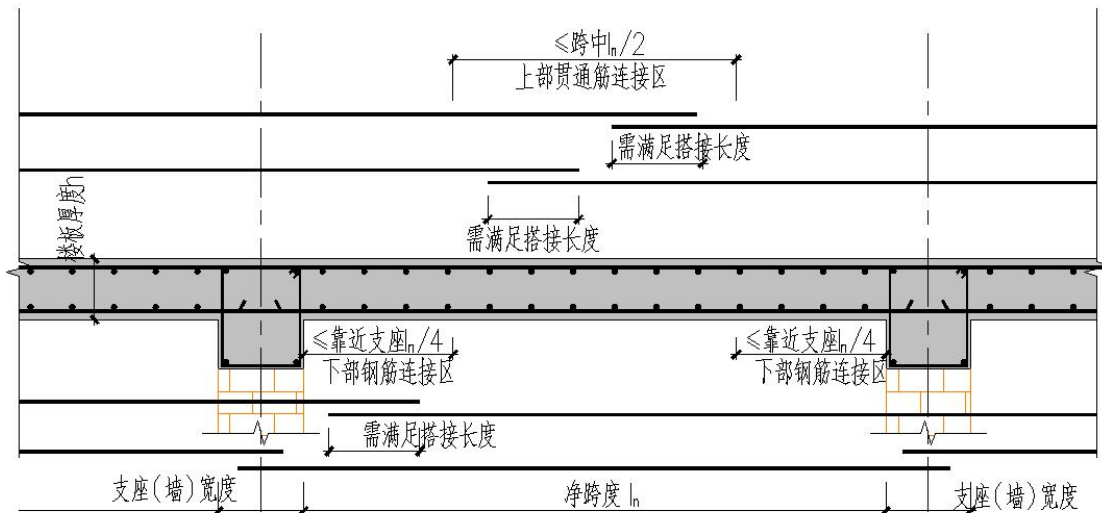 ≤跨中ln/2
上部贯通筋连接区
需满足搭接长度
需满足搭接长度
楼板厚度h
≤靠近支座ln/4
下部钢筋连接区
≤靠近支座ln/4
下部钢筋连接区
需满足搭接长度
支座(墙)宽度
净跨度 ln
支座(墙)宽度